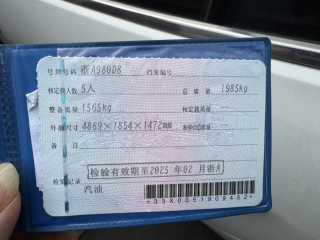 号牌号码 浙A980D8 档案编号
核定载人数 5人 总质量 1985kg
整备质量 1565kg 核定载质量
外廓尺寸 4869×1854×1472mm 准牵引总质量
备注
检验有效期至2025年02月浙A
检验记录
汽油
*33X0061909452*